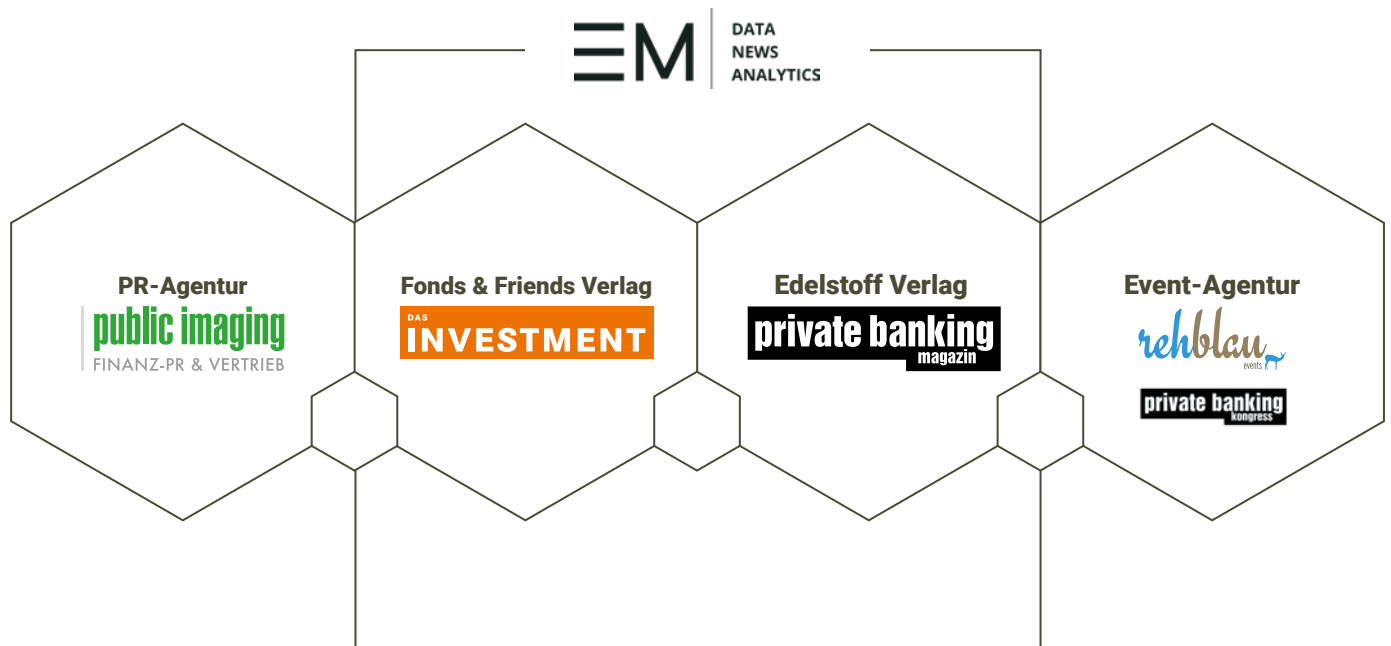 EM
DATA
NEWS
ANALYTICS
PR-Agentur
public imaging
FINANZ-PR & VERTRIEB
Fonds & Friends Verlag
DAS
INVESTMENT
Edelstoff Verlag
private banking
magazin
Event-Agentur
rehblau
events
private banking
kongress